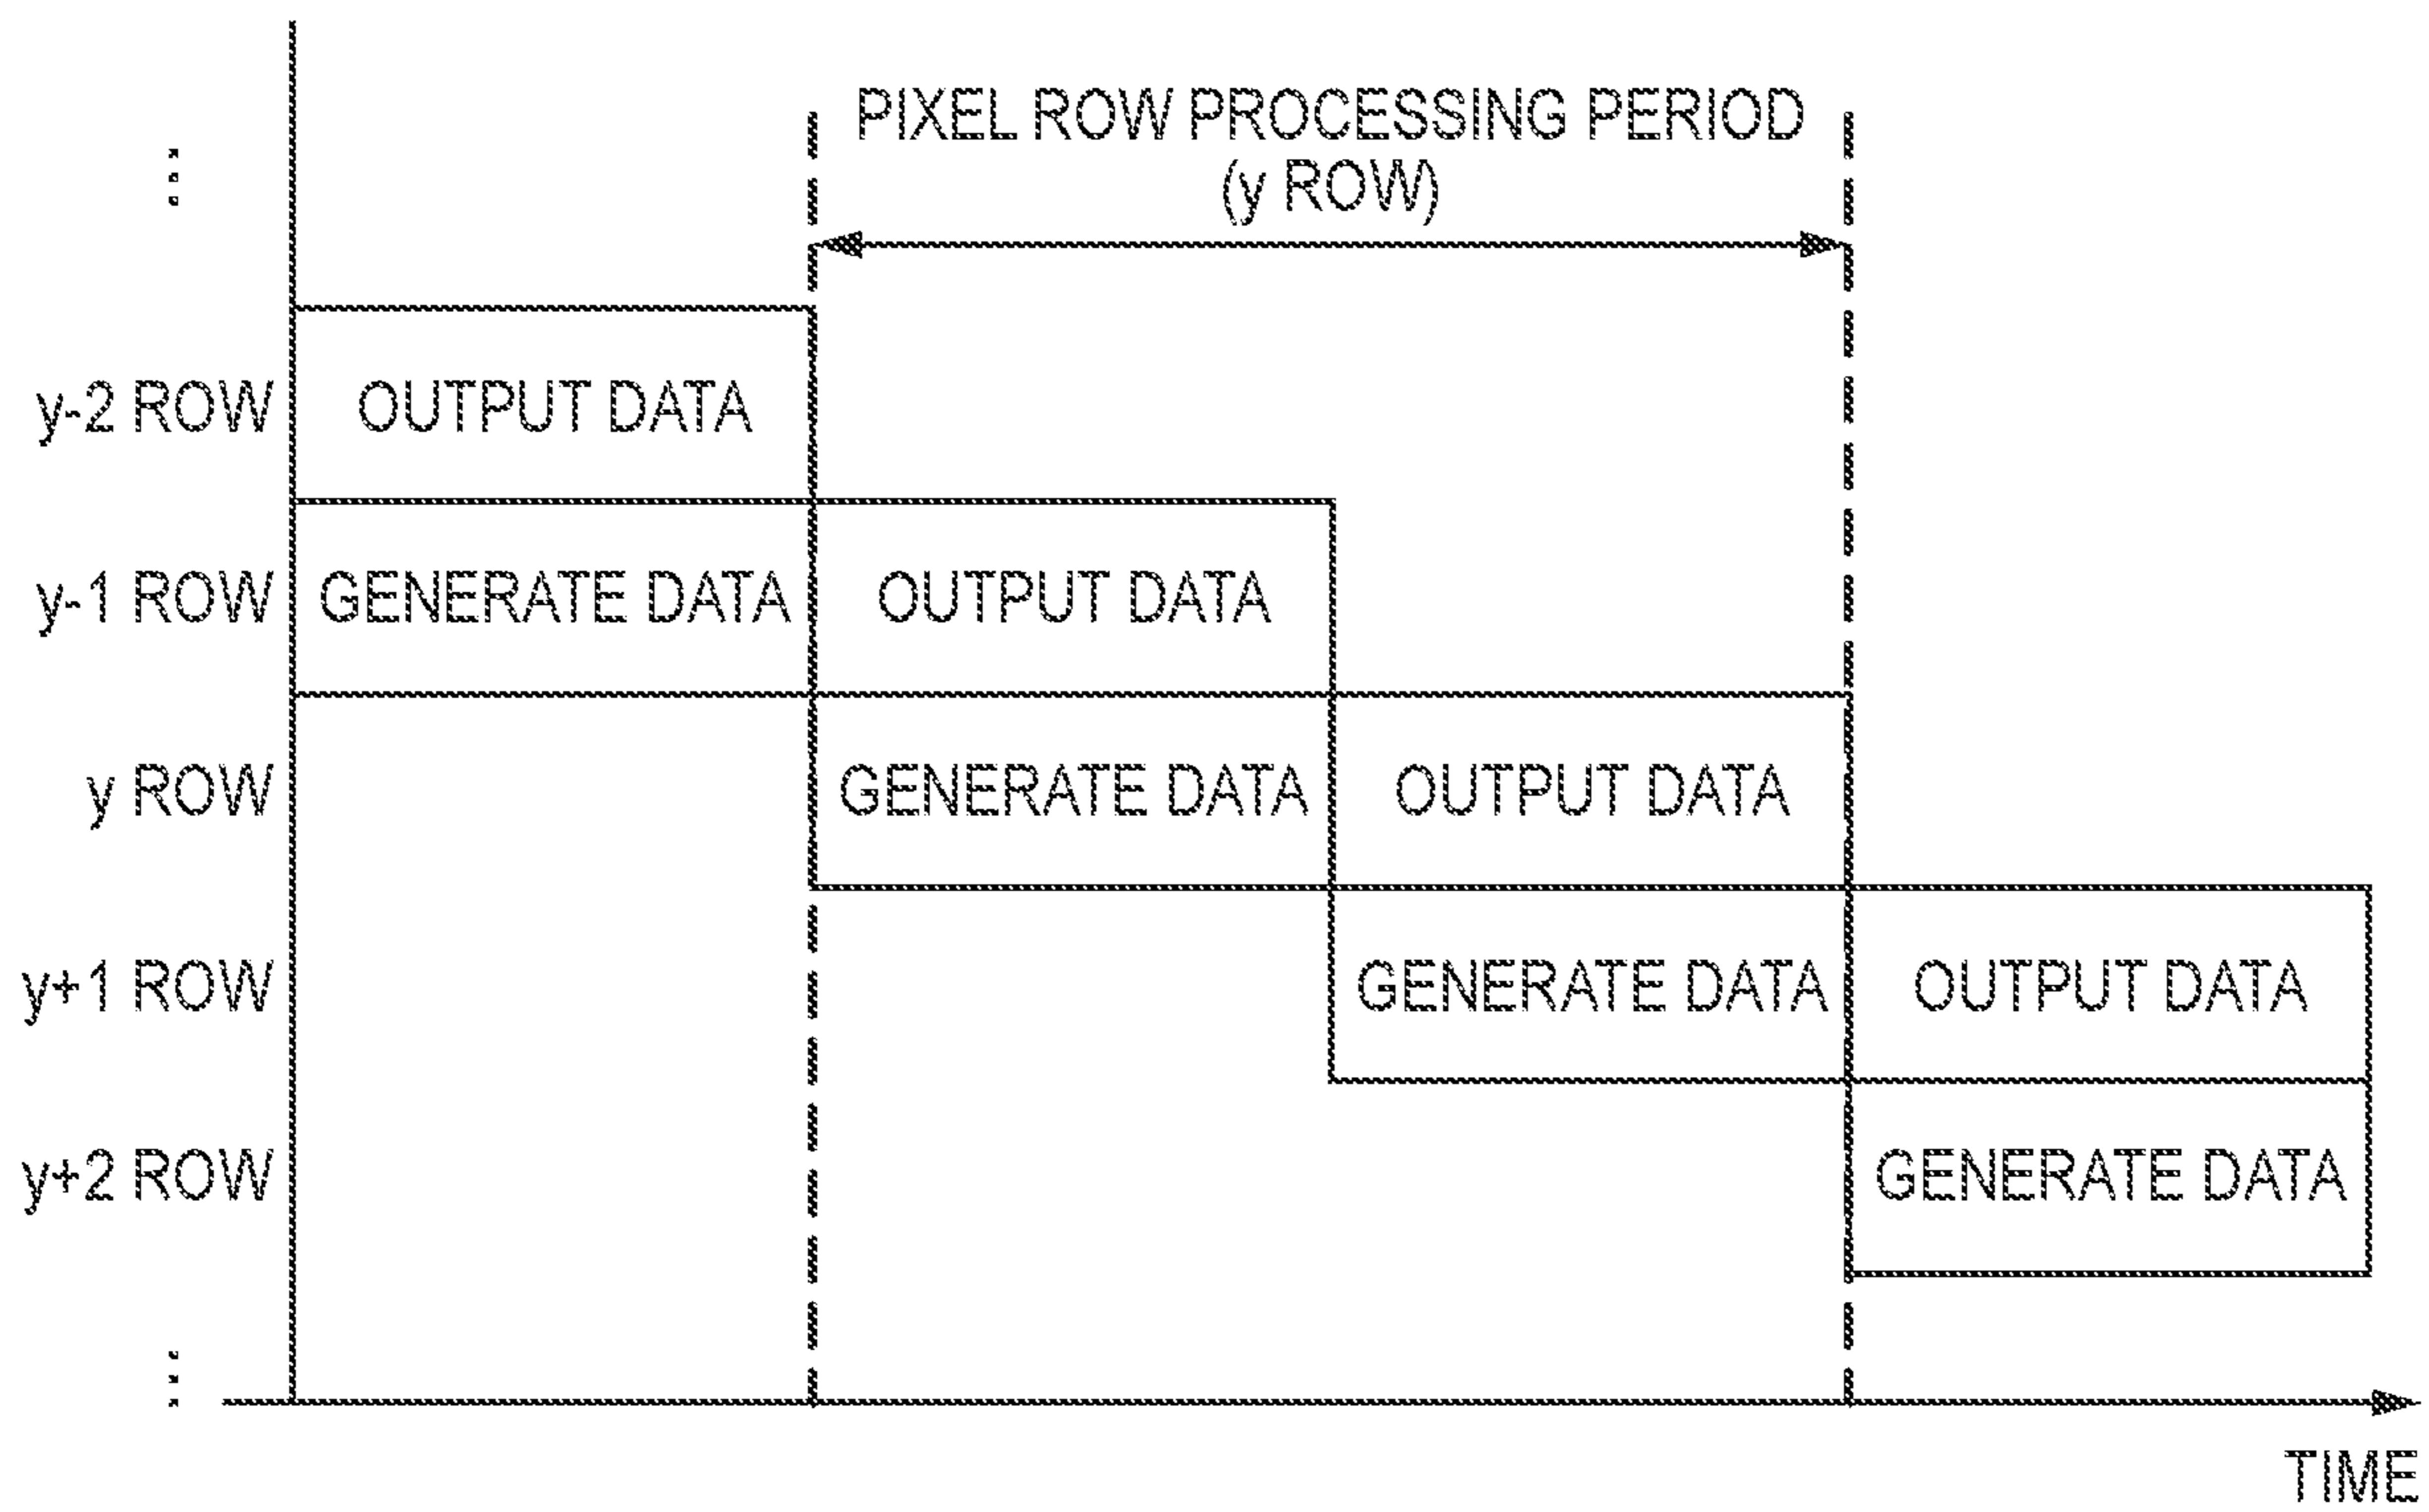 PIXEL ROW PROCESSING PERIOD
(y ROW)
y-2 ROW OUTPUT DATA
y-1 ROW GENERATE DATA OUTPUT DATA
y ROW GENERATE DATA OUTPUT DATA
y+1 ROW GENERATE DATA OUTPUT DATA
y+2 ROW GENERATE DATA
TIME